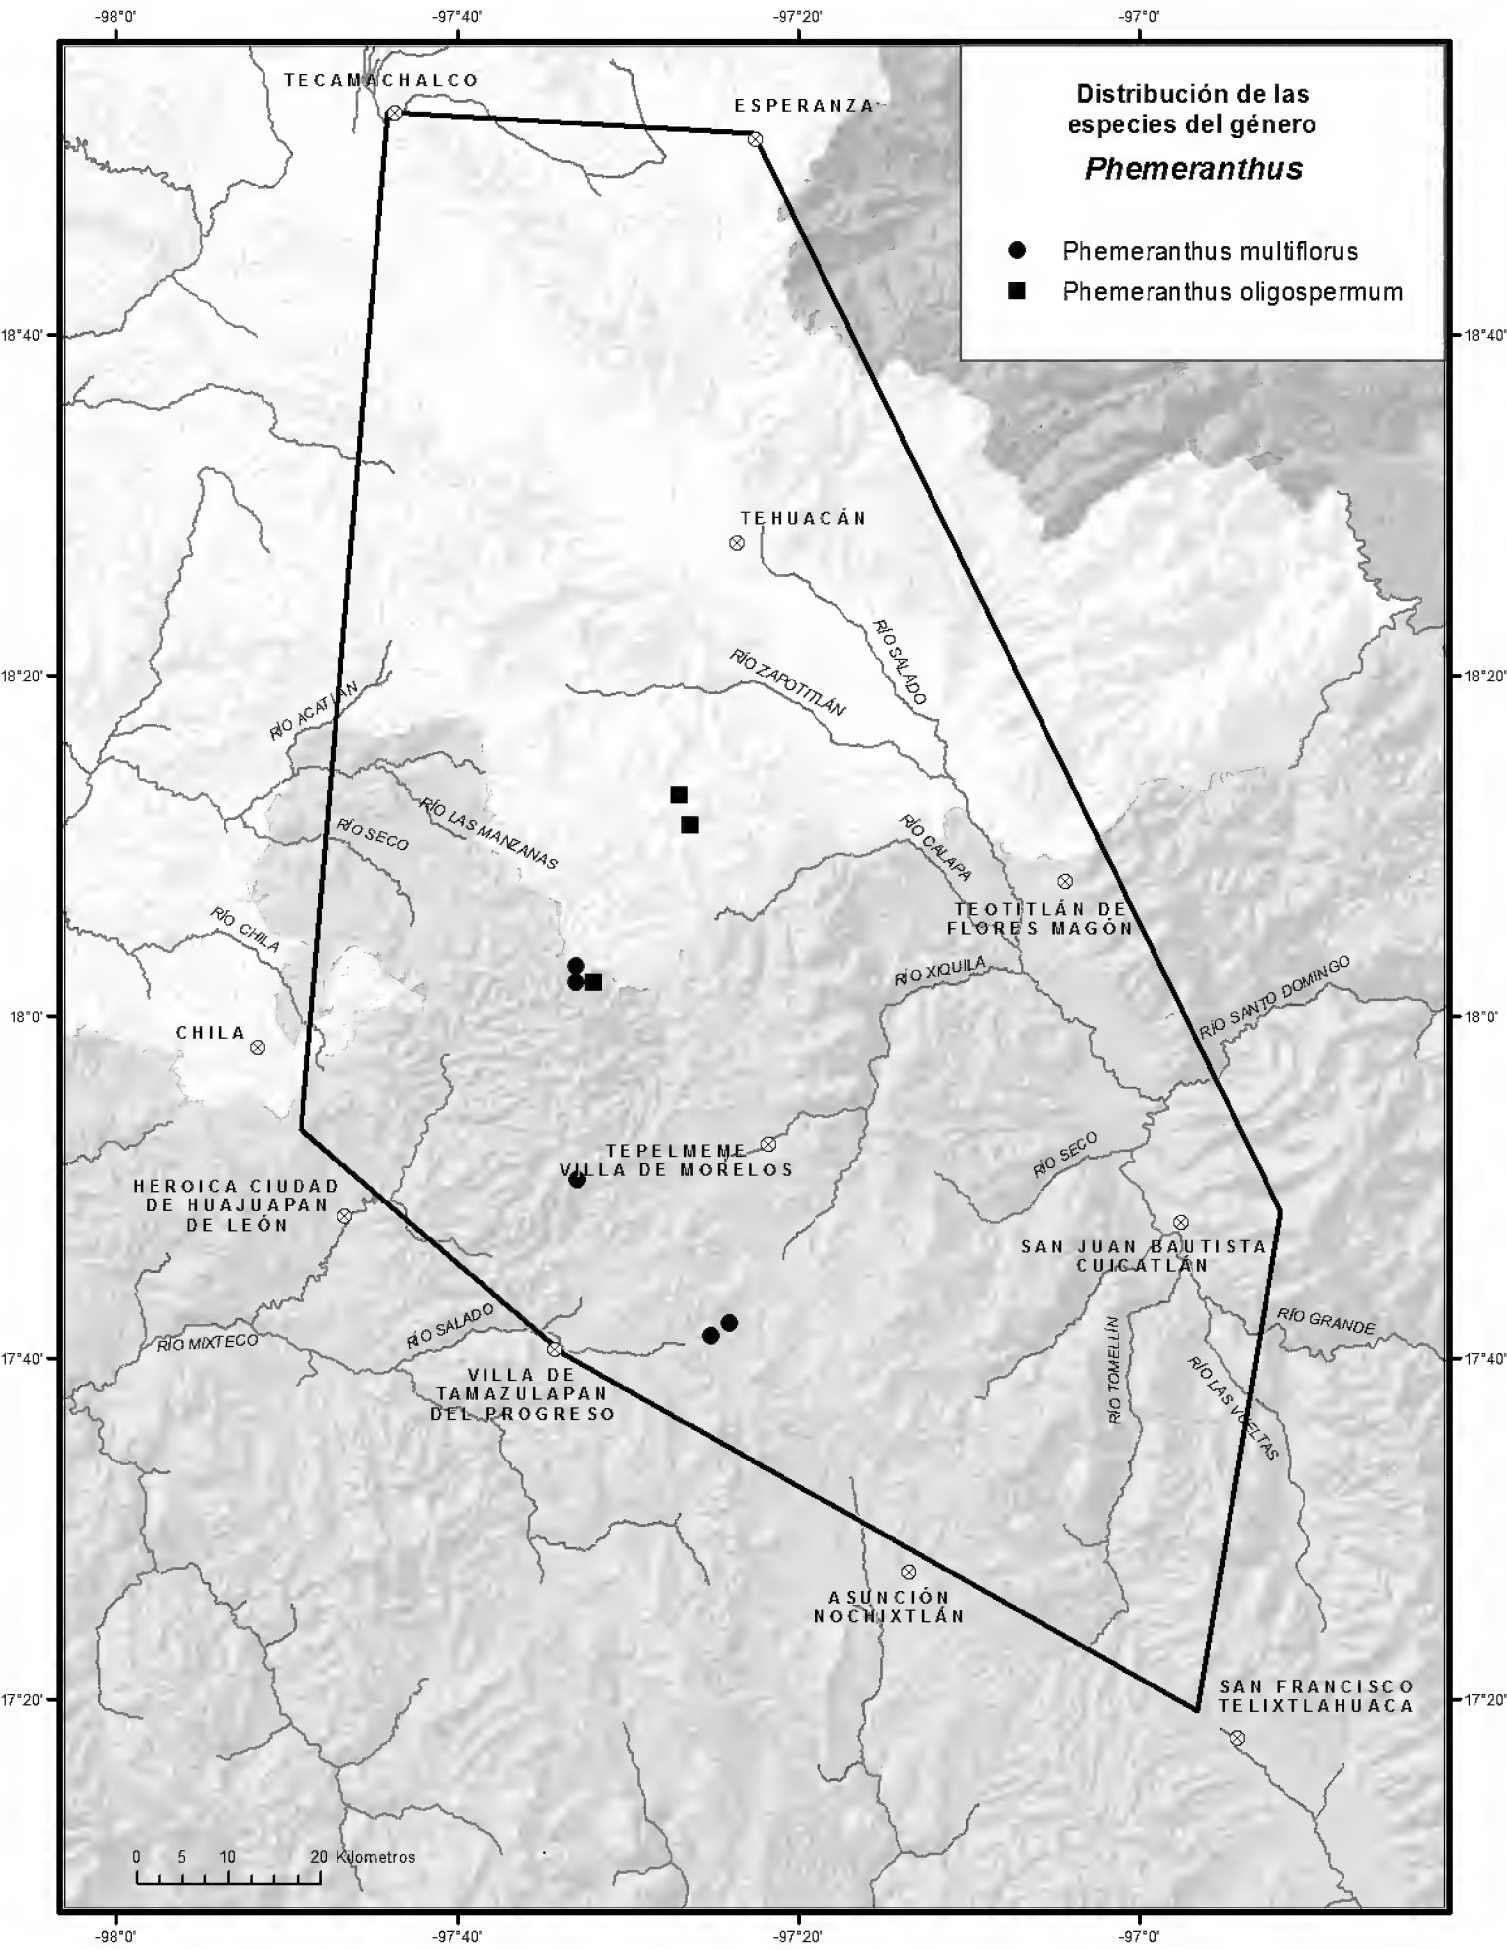 -98°0'
-97°40'
-97°20'
-97°0'
TECAMACHALCO
ESPERANZA
Distribución de las
especies del género
Phemeranthus
Phemeranthus multiflorus
Phemeranthus oligospermum
18°40'
18°40'
TEHUACÁN
RÍO SALADO
RÍO ZAPOTITLÁN
18°20'
18°20'
RÍO ACATLÁN
RÍO LAS MANZANAS
RÍO SECO
RÍO CALAPA
TEOTITLÁN DE
FLORES MAGÓN
RÍO CHILA
RÍO XIQUILA
RÍO SANTO DOMINGO
18°0'
18°0'
CHILA
TEPELMEME
VILLA DE MORELOS
RÍO SECO
HEROICA CIUDAD
DE HUAJUAPAN
DE LEÓN
SAN JUAN BAUTISTA
CUICATLÁN
RÍO SALADO
RÍO MIXTECO
RÍO GRANDE
17°40'
17°40'
RÍO TOMELLÍN
RÍO LAS VUELTAS
VILLA DE
TAMAZULAPAN
DEL PROGRESO
ASUNCIÓN
NOCHIXTLÁN
17°20'
17°20'
SAN FRANCISCO
TELIXTLAHUACA
0 5 10 20 Kilometros
-98°0'
-97°40'
-97°20'
-97°0'